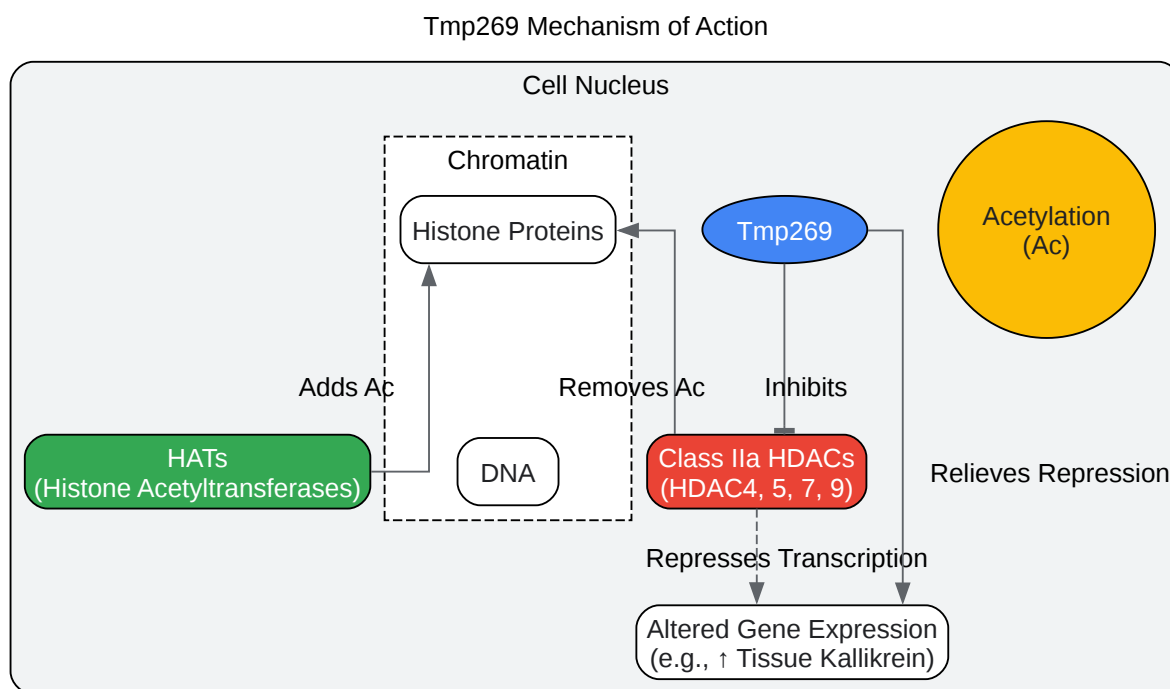 Tmp269 Mechanism of Action
Cell Nucleus
Chromatin
Histone Proteins
Tmp269
Acetylation
(Ac)
Adds Ac
Removes Ac
Inhibits
HATs
(Histone Acetyltransferases)
DNA
Class IIa HDACs
(HDAC4, 5, 7, 9)
Relieves Repression
Represses Transcription
Altered Gene Expression
(e.g., ↑ Tissue Kallikrein)